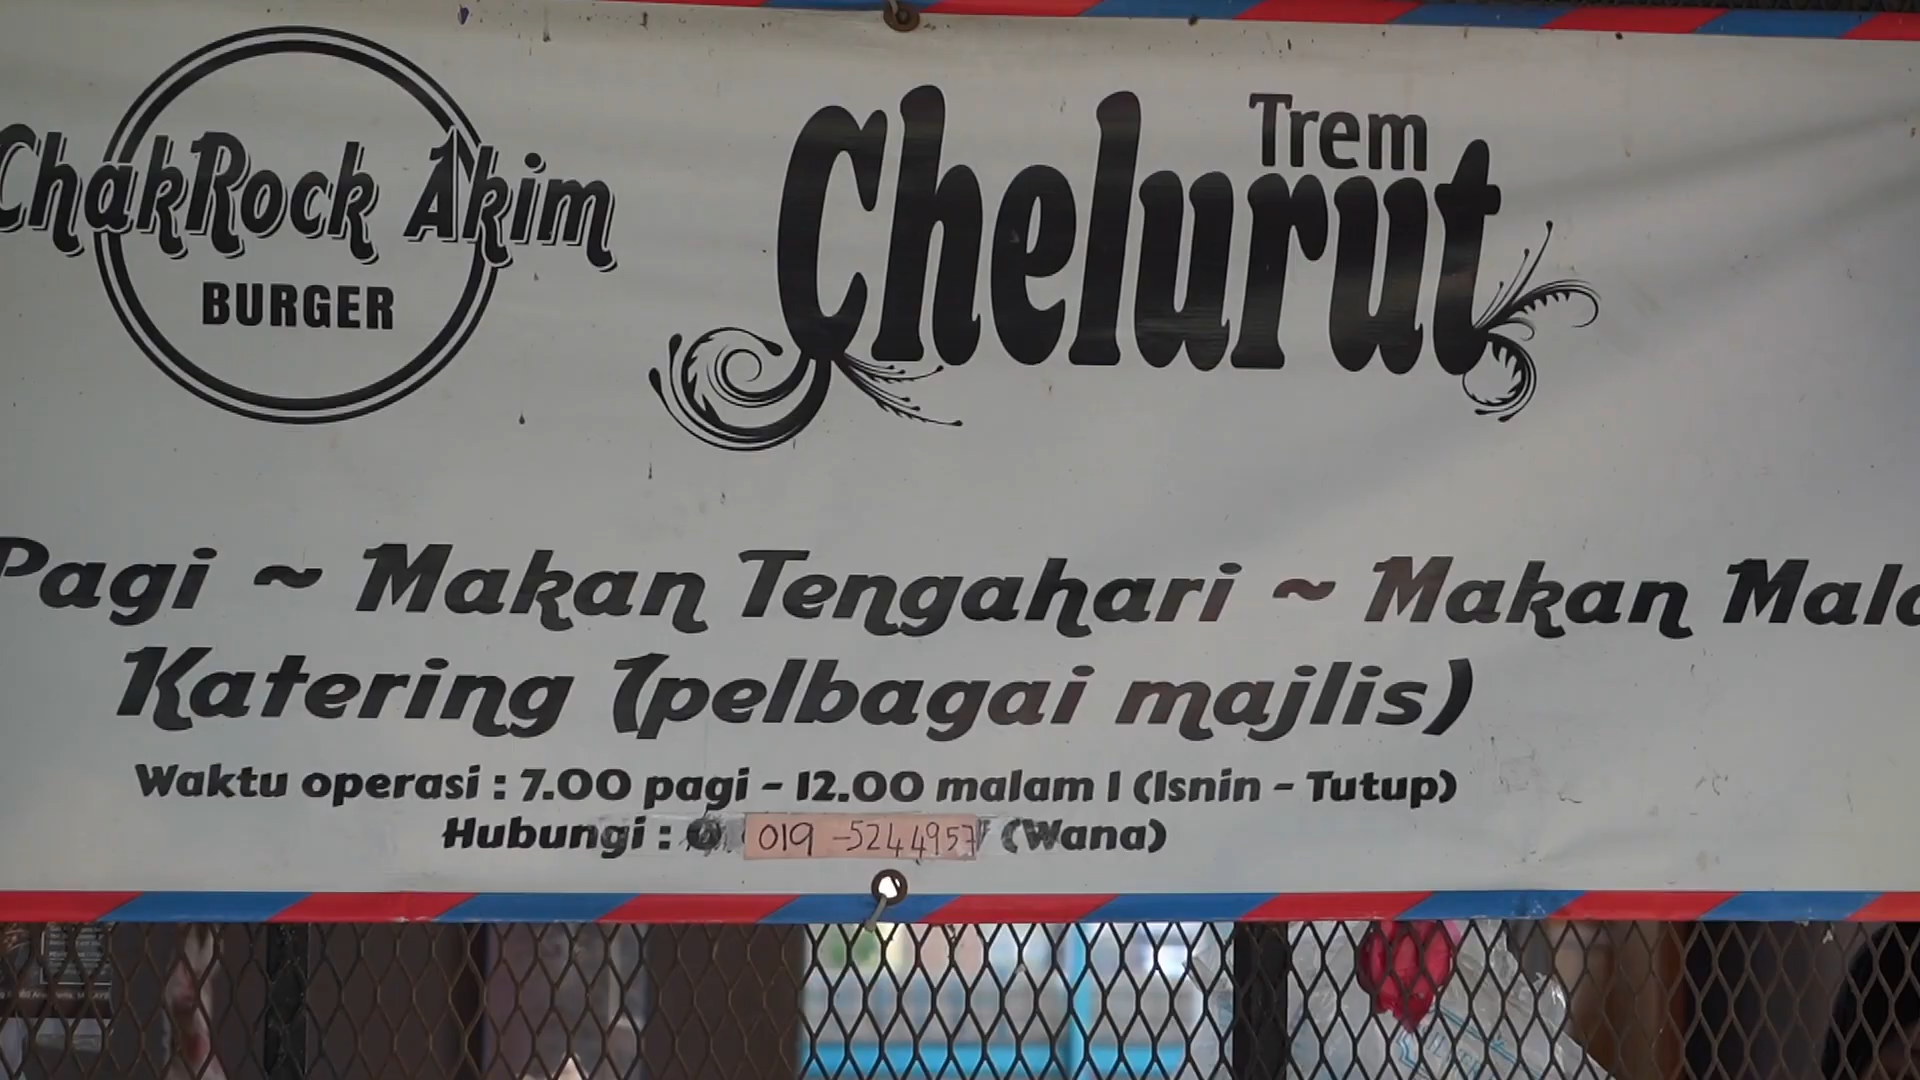 ChakRock Akim
BURGER
Trem
Chelurut
Pagi ~ Makan Tengahari ~ Makan
Katering (pelbagai majlis)
Waktu operasi : 7.00 pagi - 12.00 malam | (Isnin - Tutup)
Hubungi : 019 -5244957 (Wana)